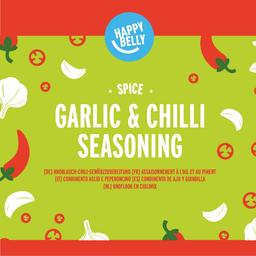 HAPPY
BELLY
· SPICE ·
GARLIC & CHILLI
SEASONING
[DE] KNOBLAUCH-CHILI-GEWÜRZZUBEREITUNG [FR] ASSAISONNEMENT À L'AIL ET AU PIMENT
[IT] CONDIMENTO AGLIO E PEPERONCINO [ES] CONDIMENTO DE AJO Y GUINDILLA
[NL] KNOFLOOK EN CHILIMIX